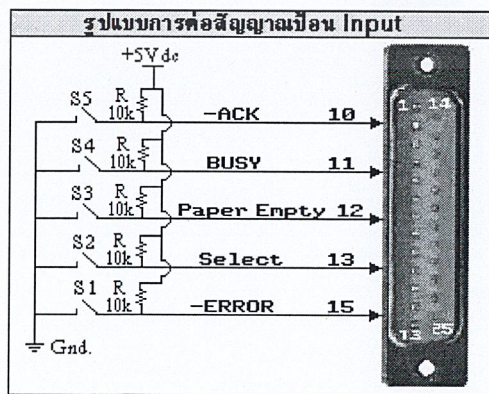 รูปแบบการต่อสัญญาณป้อน Input
+5Vdc
S5 R 10k -ACK 10
S4 R 10k BUSY 11
S3 R 10k Paper Empty 12
S2 R 10k Select 13
S1 R 10k -ERROR 15
Gnd.
1 14
13 25